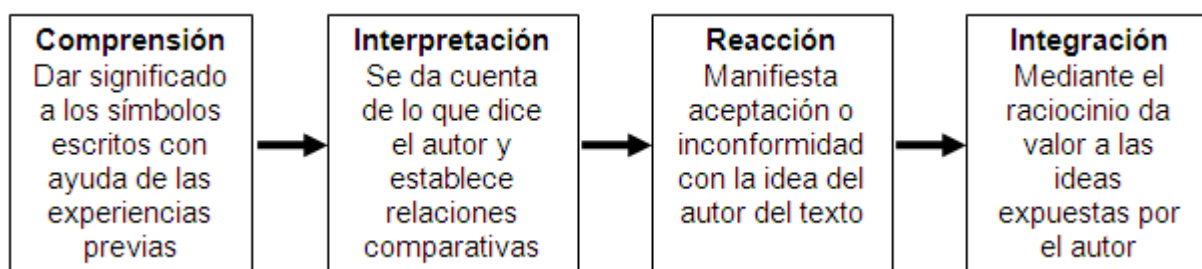 Comprensión
Dar significado
a los símbolos
escritos con
ayuda de las
experiencias
previas
Interpretación
Se da cuenta
de lo que dice
el autor y
establece
relaciones
comparativas
Reacción
Manifiesta
aceptación o
inconformidad
con la idea del
autor del texto
Integración
Mediante el
raciocinio da
valor a las
ideas
expuestas por
el autor